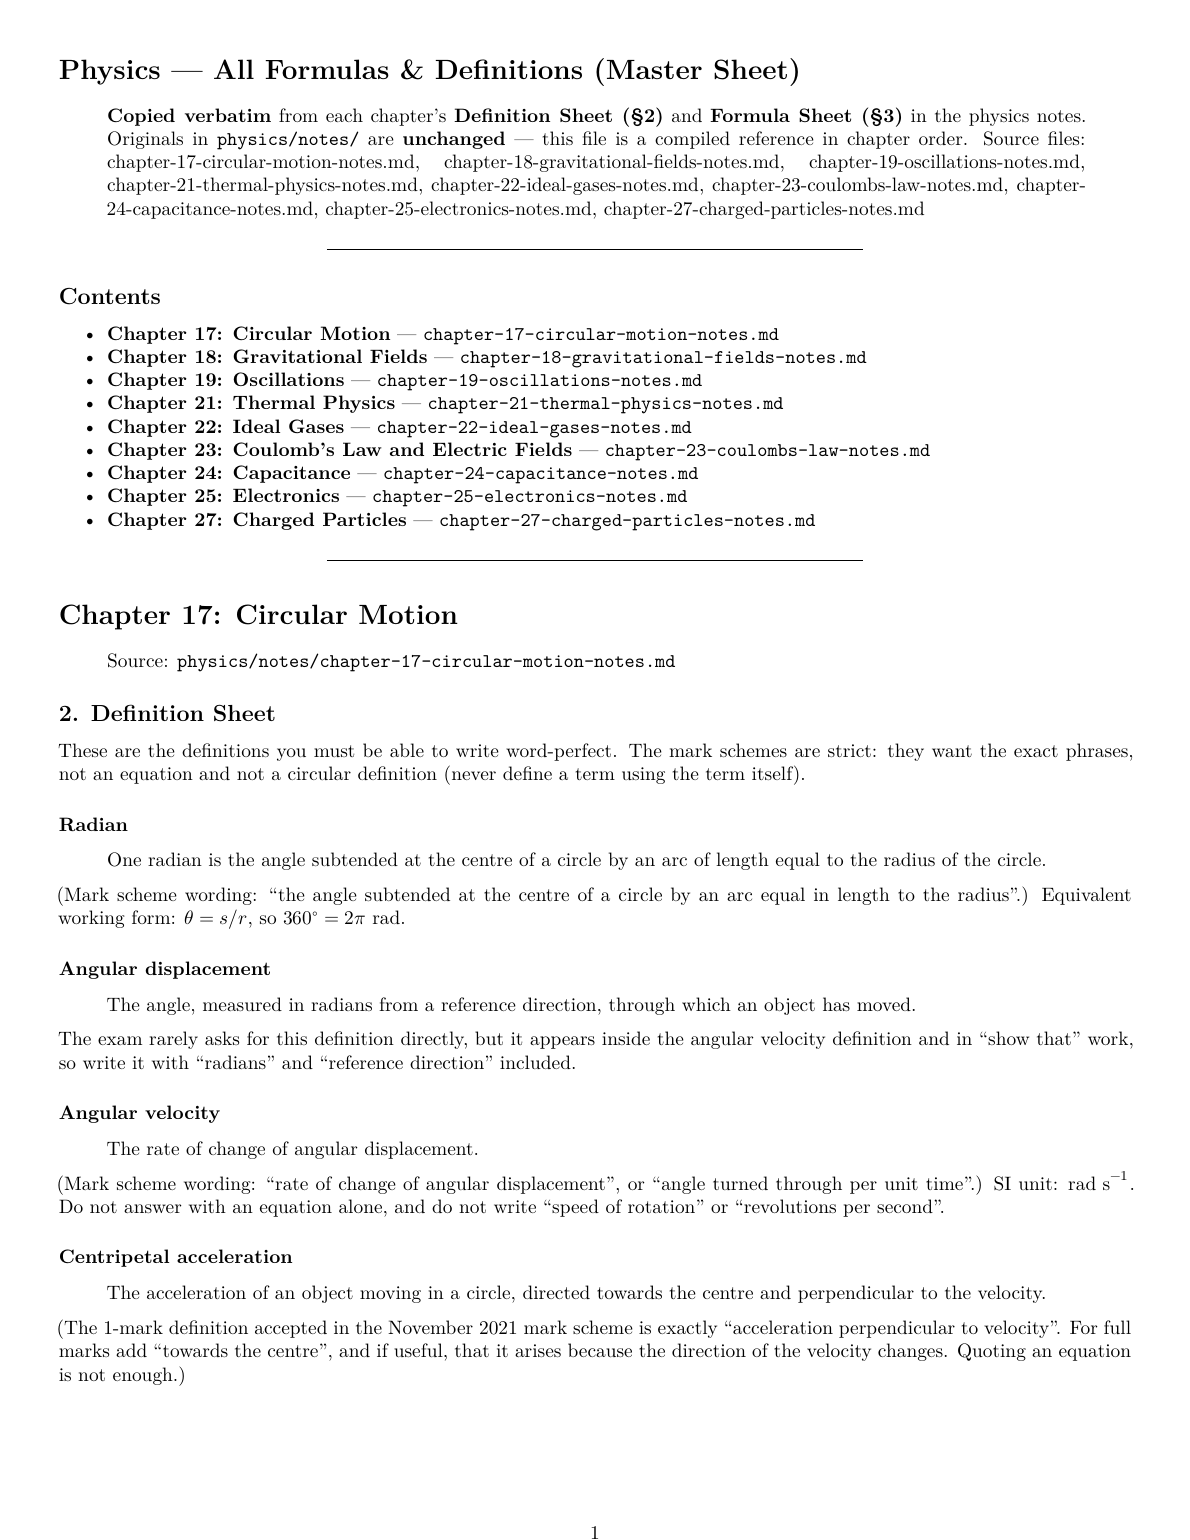 Physics — All Formulas & Definitions (Master Sheet)
Copied verbatim from each chapter's Definition Sheet (§2) and Formula Sheet (§3) in the physics notes.
Originals in physics/notes/ are unchanged — this file is a compiled reference in chapter order. Source files:
chapter-17-circular-motion-notes.md, chapter-18-gravitational-fields-notes.md, chapter-19-oscillations-notes.md,
chapter-21-thermal-physics-notes.md, chapter-22-ideal-gases-notes.md, chapter-23-coulombs-law-notes.md, chapter-
24-capacitance-notes.md, chapter-25-electronics-notes.md, chapter-27-charged-particles-notes.md
Contents
• Chapter 17: Circular Motion — chapter-17-circular-motion-notes.md
• Chapter 18: Gravitational Fields — chapter-18-gravitational-fields-notes.md
• Chapter 19: Oscillations — chapter-19-oscillations-notes.md
• Chapter 21: Thermal Physics — chapter-21-thermal-physics-notes.md
• Chapter 22: Ideal Gases — chapter-22-ideal-gases-notes.md
• Chapter 23: Coulomb's Law and Electric Fields — chapter-23-coulombs-law-notes.md
• Chapter 24: Capacitance — chapter-24-capacitance-notes.md
• Chapter 25: Electronics — chapter-25-electronics-notes.md
• Chapter 27: Charged Particles — chapter-27-charged-particles-notes.md
Chapter 17: Circular Motion
Source: physics/notes/chapter-17-circular-motion-notes.md
2. Definition Sheet
These are the definitions you must be able to write word-perfect. The mark schemes are strict: they want the exact phrases,
not an equation and not a circular definition (never define a term using the term itself).
Radian
One radian is the angle subtended at the centre of a circle by an arc of length equal to the radius of the circle.
(Mark scheme wording: “the angle subtended at the centre of a circle by an arc equal in length to the radius”.) Equivalent
working form: θ = s/r, so 360° = 2π rad.
Angular displacement
The angle, measured in radians from a reference direction, through which an object has moved.
The exam rarely asks for this definition directly, but it appears inside the angular velocity definition and in “show that” work,
so write it with “radians” and “reference direction” included.
Angular velocity
The rate of change of angular displacement.
(Mark scheme wording: “rate of change of angular displacement”, or “angle turned through per unit time”.) SI unit: rad s⁻¹.
Do not answer with an equation alone, and do not write “speed of rotation” or “revolutions per second”.
Centripetal acceleration
The acceleration of an object moving in a circle, directed towards the centre and perpendicular to the velocity.
(The 1-mark definition accepted in the November 2021 mark scheme is exactly “acceleration perpendicular to velocity”. For full
marks add “towards the centre”, and if useful, that it arises because the direction of the velocity changes. Quoting an equation
is not enough.)
1